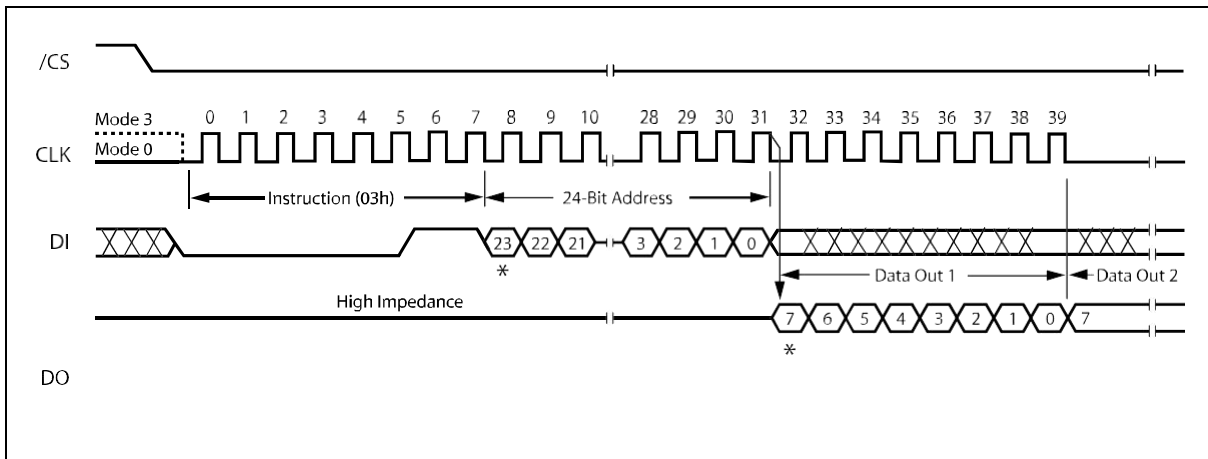 /CS
Mode 3 0 1 2 3 4 5 6 7 8 9 10 28 29 30 31 32 33 34 35 36 37 38 39
CLK Mode 0
Instruction (03h) 24-Bit Address
DI 23 22 21 3 2 1 0
*
Data Out 1 Data Out 2
High Impedance
7 6 5 4 3 2 1 0 7
*
DO